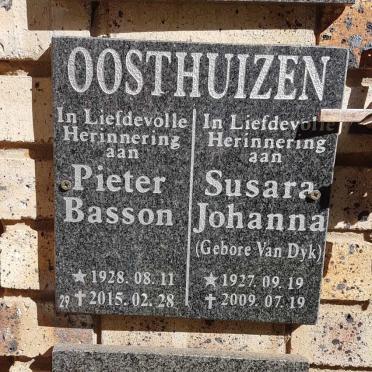 OOSTHUIZEN
In Liefdevolle
Herinnering
aan
Pieter
Basson
★ 1928. 08. 11
29 ✝ 2015. 02. 28
In Liefdevolle
Herinnering
aan
Susara
Johanna
(Gebore Van Dyk)
★ 1927. 09. 19
✝ 2009. 07. 19